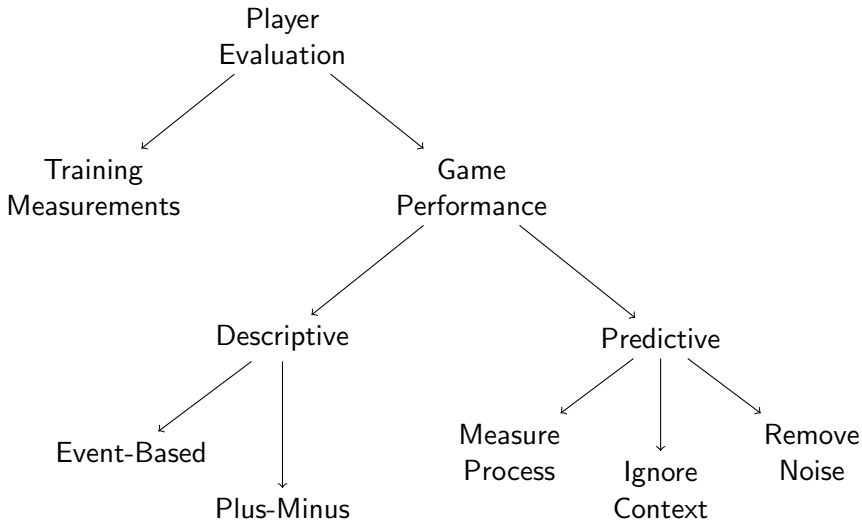 Player
Evaluation
Training
Measurements
Game
Performance
Descriptive
Predictive
Event-Based
Plus-Minus
Measure
Process
Ignore
Context
Remove
Noise